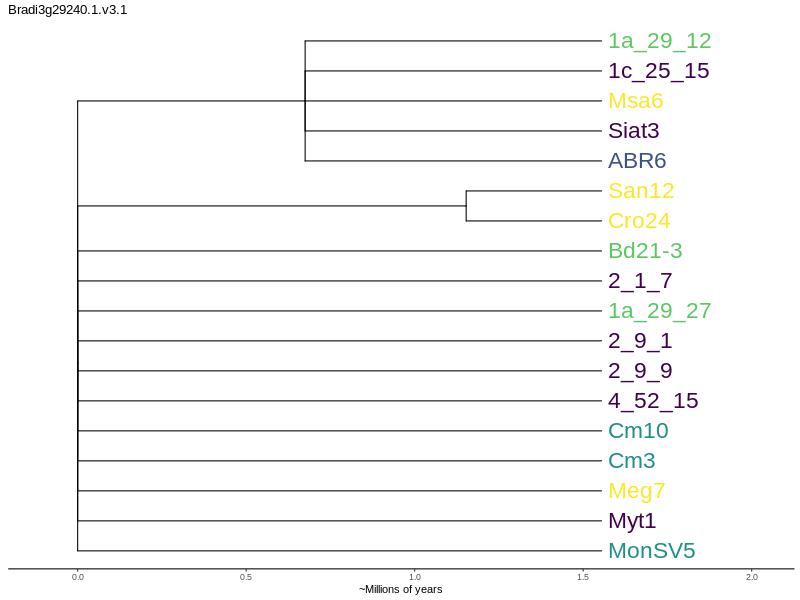 Bradi3g29240.1.v3.1
1a_29_12
1c_25_15
Msa6
Siat3
ABR6
San12
Cro24
Bd21-3
2_1_7
1a_29_27
2_9_1
2_9_9
4_52_15
Cm10
Cm3
Meg7
Myt1
MonSV5
0.0 0.5 1.0 1.5 2.0
~Millions of years